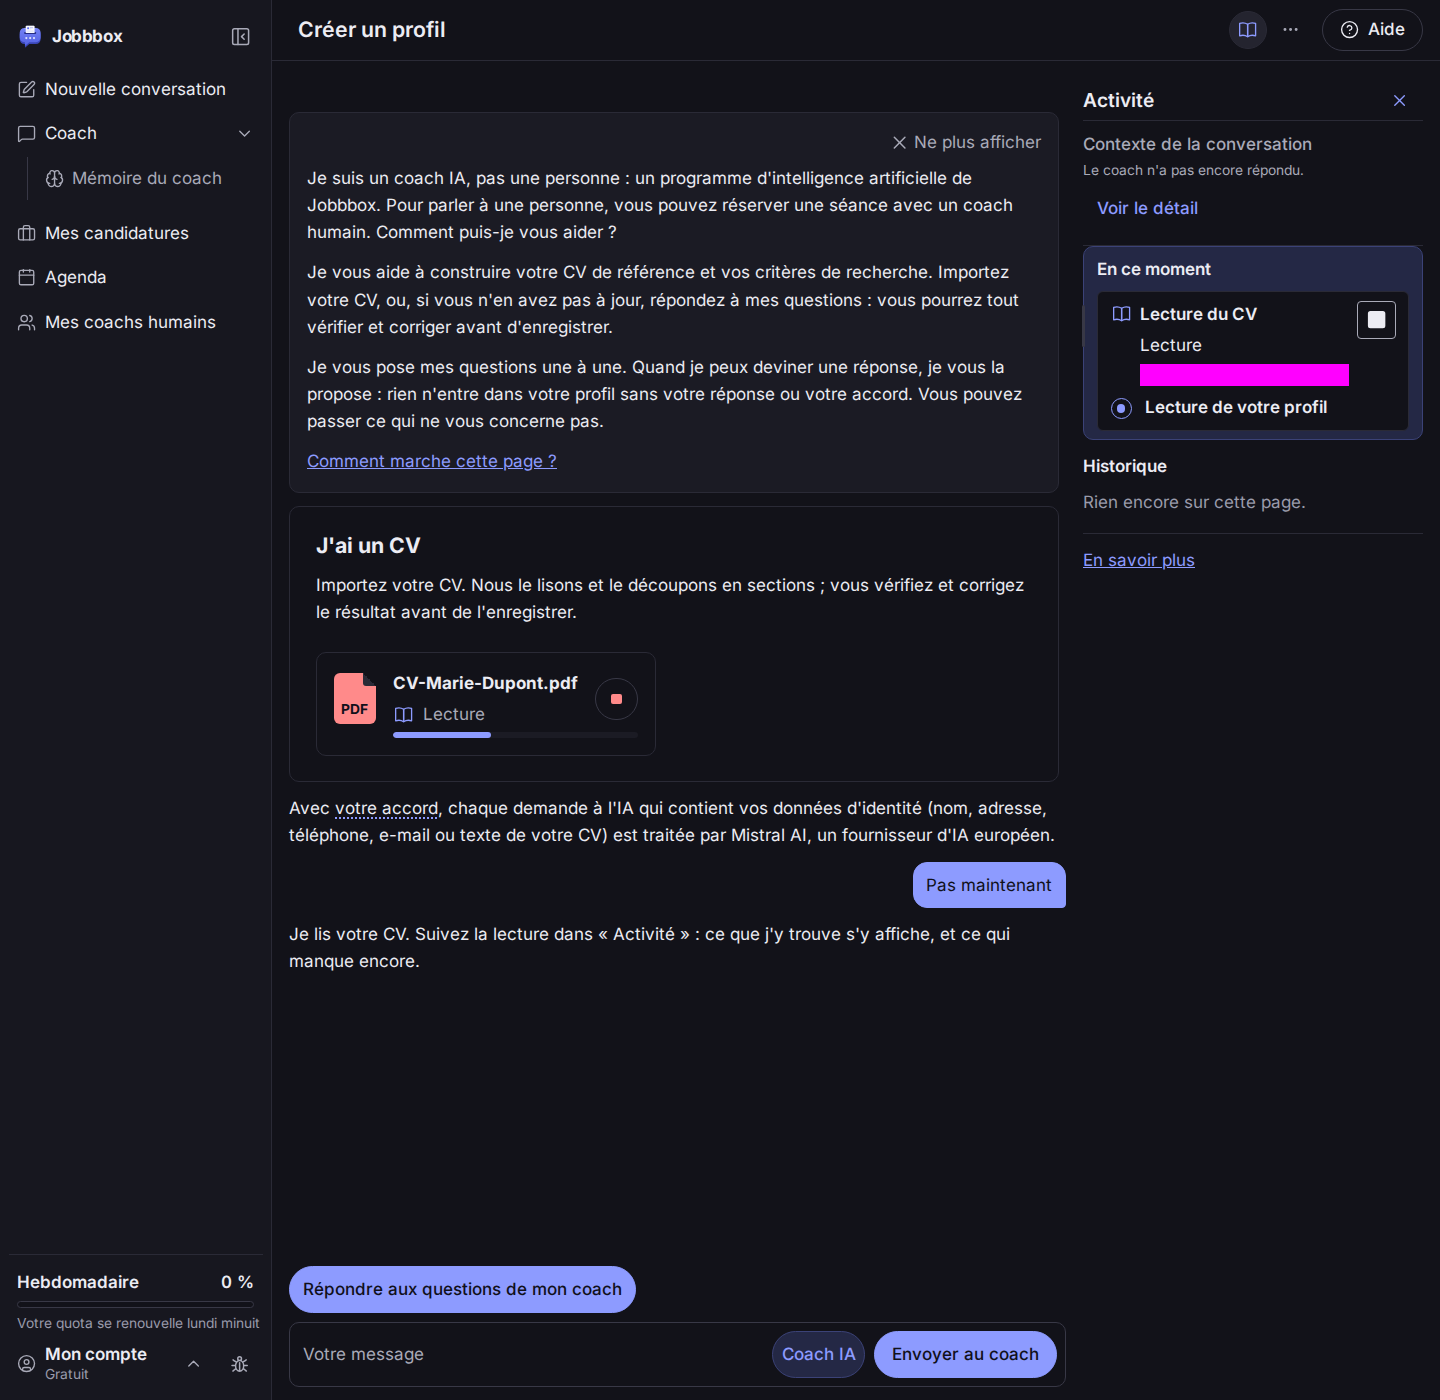 Jobbbox
Nouvelle conversation
Coach
Mémoire du coach
Mes candidatures
Agenda
Mes coachs humains
Hebdomadaire 0 %
Votre quota se renouvelle lundi minuit
Mon compte
Gratuit
Créer un profil
Aide
Ne plus afficher
Je suis un coach IA, pas une personne : un programme d'intelligence artificielle de
Jobbbox. Pour parler à une personne, vous pouvez réserver une séance avec un coach
humain. Comment puis-je vous aider ?
Je vous aide à construire votre CV de référence et vos critères de recherche. Importez
votre CV, ou, si vous n'en avez pas à jour, répondez à mes questions : vous pourrez tout
vérifier et corriger avant d'enregistrer.
Je vous pose mes questions une à une. Quand je peux deviner une réponse, je vous la
propose : rien n'entre dans votre profil sans votre réponse ou votre accord. Vous pouvez
passer ce qui ne vous concerne pas.
Comment marche cette page ?
J'ai un CV
Importez votre CV. Nous le lisons et le découpons en sections ; vous vérifiez et corrigez
le résultat avant de l'enregistrer.
PDF
CV-Marie-Dupont.pdf
Lecture
Avec votre accord, chaque demande à l'IA qui contient vos données d'identité (nom, adresse,
téléphone, e-mail ou texte de votre CV) est traitée par Mistral AI, un fournisseur d'IA européen.
Pas maintenant
Je lis votre CV. Suivez la lecture dans « Activité » : ce que j'y trouve s'y affiche, et ce qui
manque encore.
Répondre aux questions de mon coach
Votre message
Coach IA
Envoyer au coach
Activité
Contexte de la conversation
Le coach n'a pas encore répondu.
Voir le détail
En ce moment
Lecture du CV
Lecture
Lecture de votre profil
Historique
Rien encore sur cette page.
En savoir plus